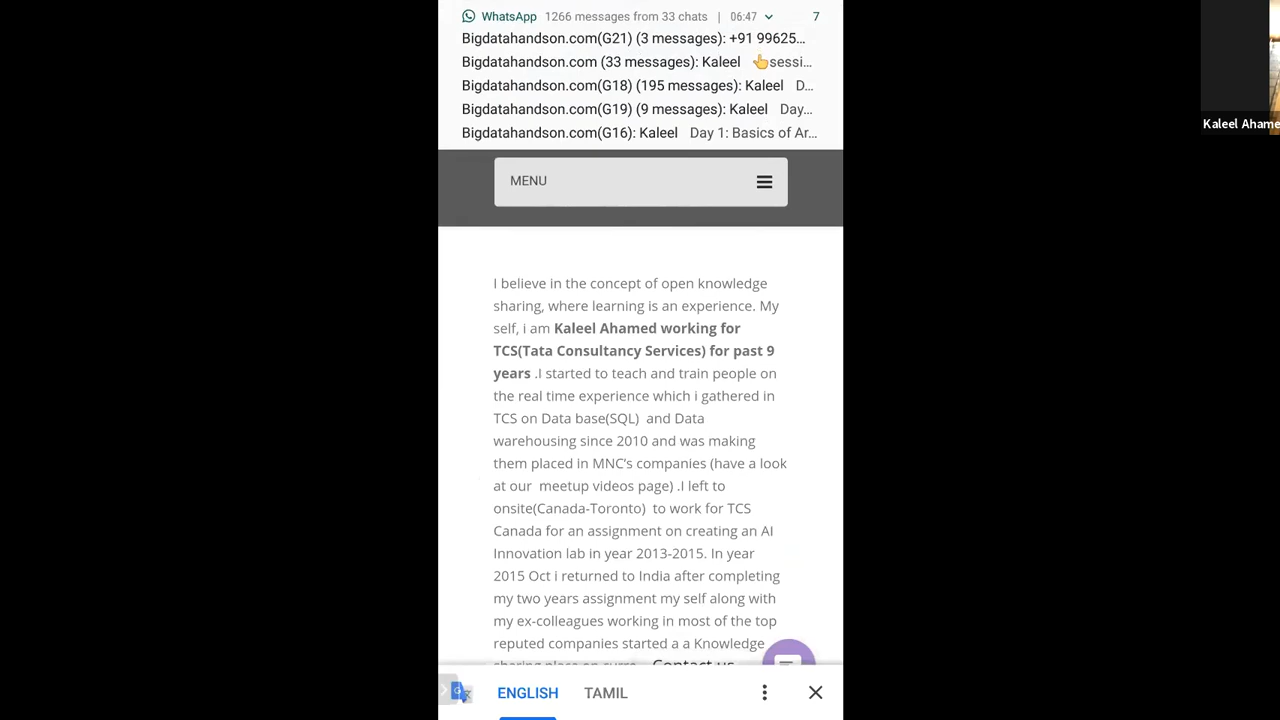 WhatsApp 1266 messages from 33 chats | 06:47 7
Bigdatahandson.com(G21) (3 messages): +91 99625…
Bigdatahandson.com (33 messages): Kaleel 👆sessi…
Bigdatahandson.com(G18) (195 messages): Kaleel D…
Bigdatahandson.com(G19) (9 messages): Kaleel Day…
Bigdatahandson.com(G16): Kaleel Day 1: Basics of Ar…
Kaleel Ahame
MENU
I believe in the concept of open knowledge
sharing, where learning is an experience. My
self, i am Kaleel Ahamed working for
TCS(Tata Consultancy Services) for past 9
years .I started to teach and train people on
the real time experience which i gathered in
TCS on Data base(SQL) and Data
warehousing since 2010 and was making
them placed in MNC's companies (have a look
at our meetup videos page) .I left to
onsite(Canada-Toronto) to work for TCS
Canada for an assignment on creating an AI
Innovation lab in year 2013-2015. In year
2015 Oct i returned to India after completing
my two years assignment my self along with
my ex-colleagues working in most of the top
reputed companies started a a Knowledge
sharing place on Contact us
ENGLISH TAMIL